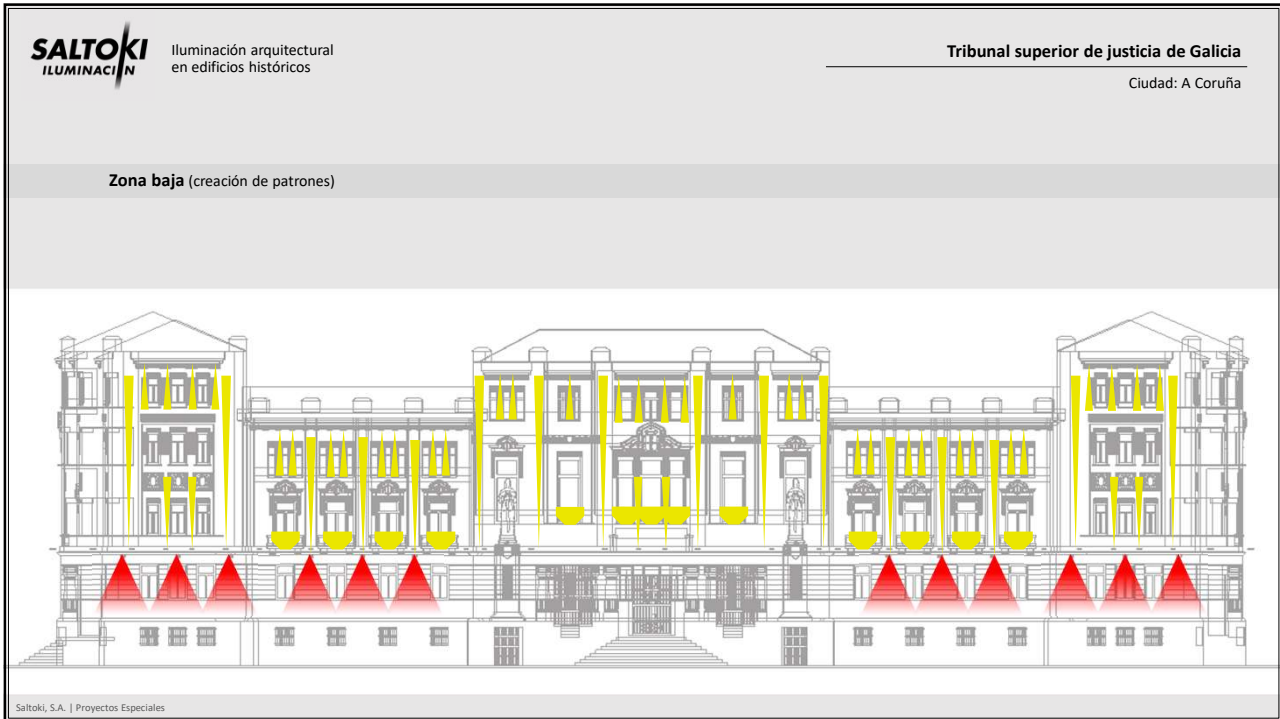 SALTOKI
ILUMINACIÓN
Iluminación arquitectural
en edificios históricos
Tribunal superior de justicia de Galicia
Ciudad: A Coruña
Zona baja (creación de patrones)
Saltoki, S.A. | Proyectos Especiales